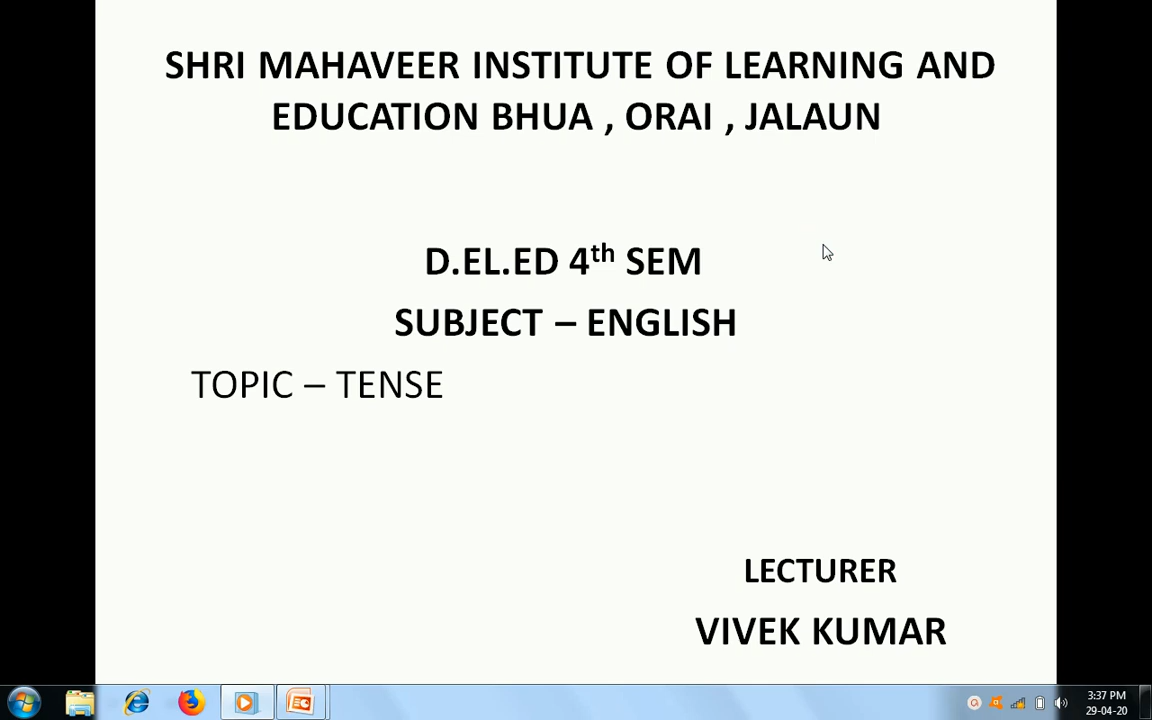 SHRI MAHAVEER INSTITUTE OF LEARNING AND
EDUCATION BHUA , ORAI , JALAUN
D.EL.ED 4th SEM
SUBJECT – ENGLISH
TOPIC – TENSE
LECTURER
VIVEK KUMAR
3:37 PM
29-04-20